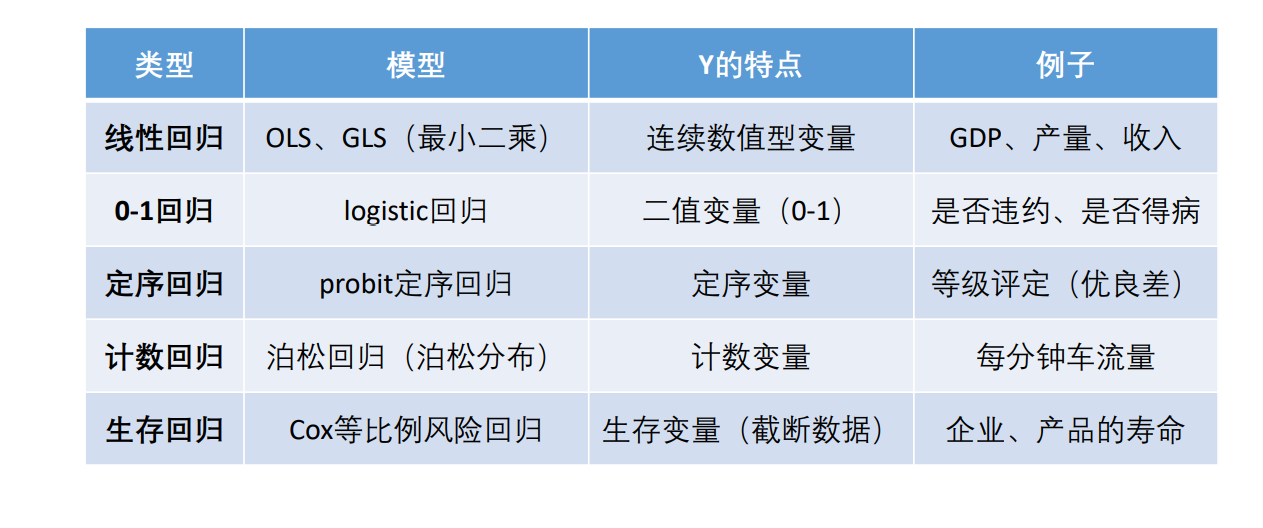 类型 模型 Y的特点 例子
线性回归 OLS、GLS（最小二乘） 连续数值型变量 GDP、产量、收入
0-1回归 logistic回归 二值变量（0-1） 是否违约、是否得病
定序回归 probit定序回归 定序变量 等级评定（优良差）
计数回归 泊松回归（泊松分布） 计数变量 每分钟车流量
生存回归 Cox等比例风险回归 生存变量（截断数据） 企业、产品的寿命